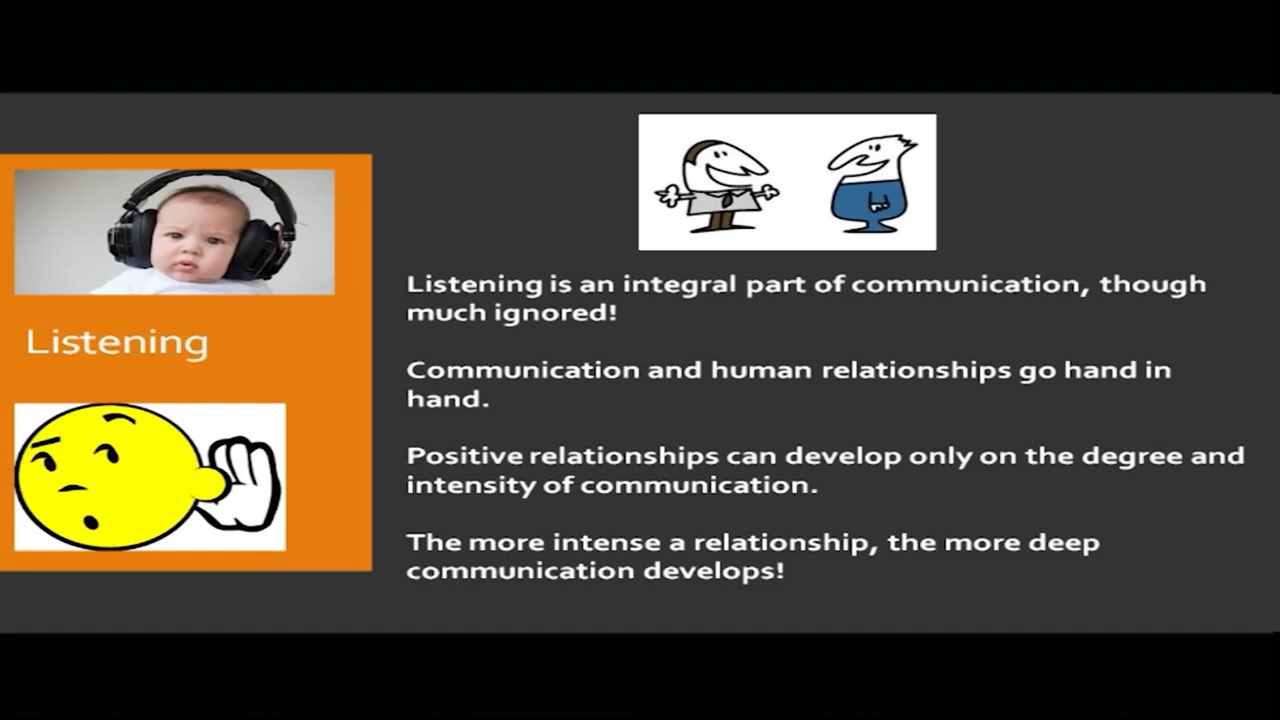 Listening
Listening is an integral part of communication, though
much ignored!
Communication and human relationships go hand in
hand.
Positive relationships can develop only on the degree and
intensity of communication.
The more intense a relationship, the more deep
communication develops!